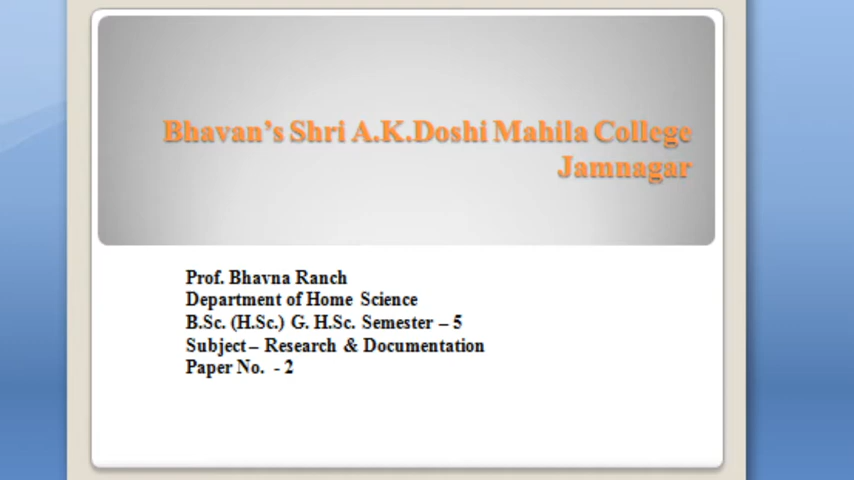 Bhavan's Shri A.K.Doshi Mahila College
Jamnagar
Prof. Bhavna Ranch
Department of Home Science
B.Sc. (H.Sc.) G. H.Sc. Semester – 5
Subject – Research & Documentation
Paper No. - 2